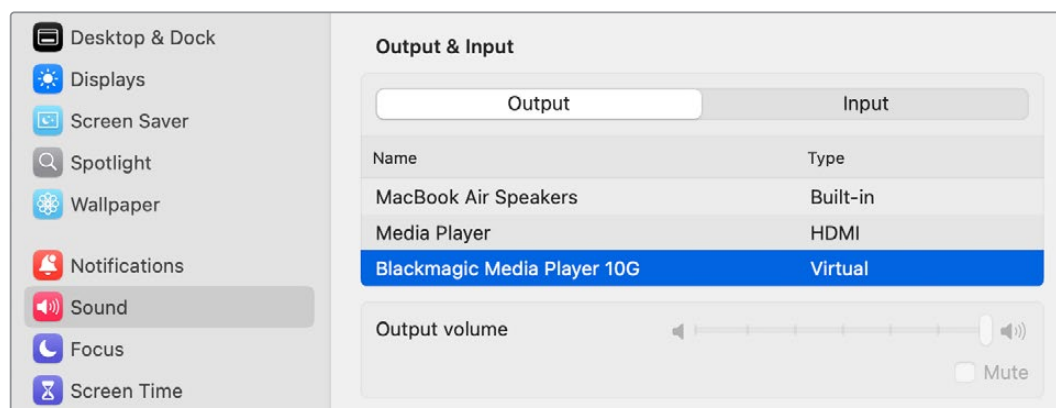 Desktop & Dock
Displays
Screen Saver
Spotlight
Wallpaper
Notifications
Sound
Focus
Screen Time
Output & Input
Output Input
Name Type
MacBook Air Speakers Built-in
Media Player HDMI
Blackmagic Media Player 10G Virtual
Output volume
Mute